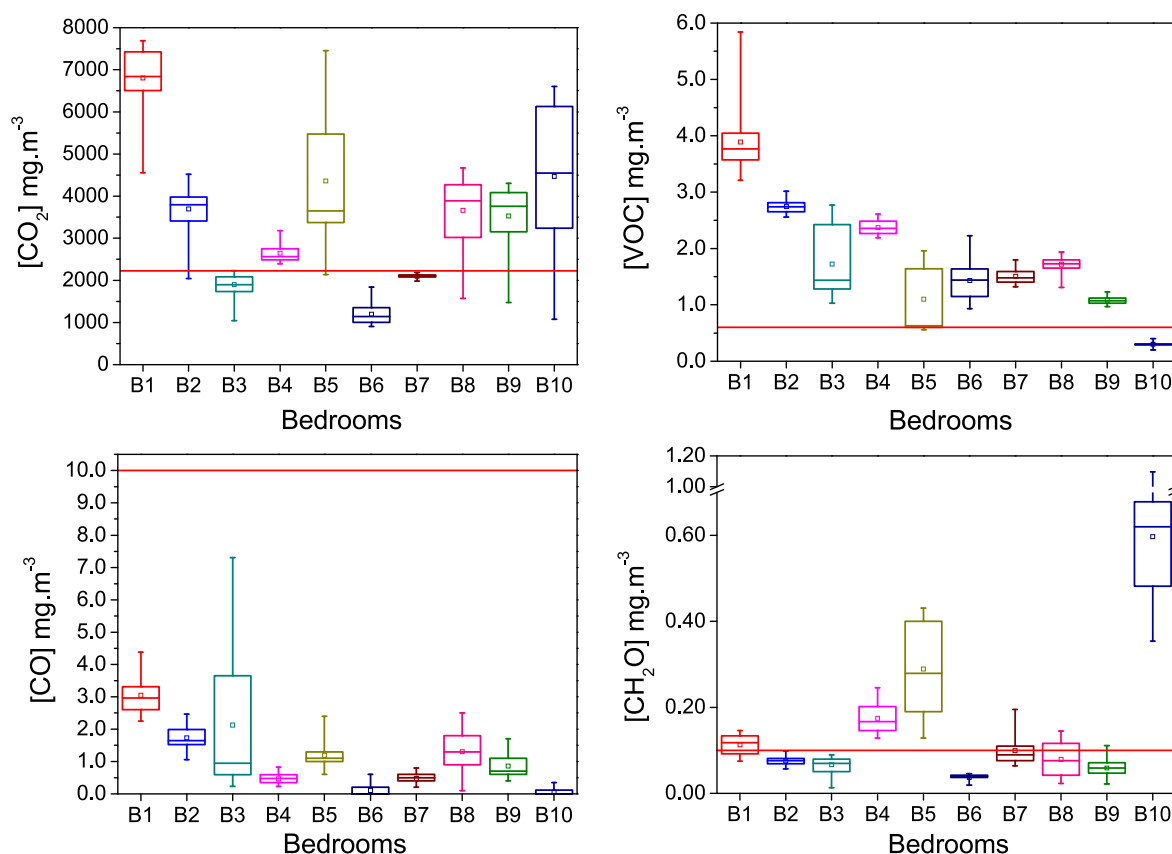 [CO₂] mg.m⁻³
8000
7000
6000
5000
4000
3000
2000
1000
0
B1 B2 B3 B4 B5 B6 B7 B8 B9 B10
Bedrooms
[VOC] mg.m⁻³
6.0
5.0
4.0
3.0
2.0
1.0
0.0
B1 B2 B3 B4 B5 B6 B7 B8 B9 B10
Bedrooms
[CO] mg.m⁻³
10.0
9.0
8.0
7.0
6.0
5.0
4.0
3.0
2.0
1.0
0.0
B1 B2 B3 B4 B5 B6 B7 B8 B9 B10
Bedrooms
[CH₂O] mg.m⁻³
1.20
1.00
0.60
0.40
0.20
0.00
B1 B2 B3 B4 B5 B6 B7 B8 B9 B10
Bedrooms